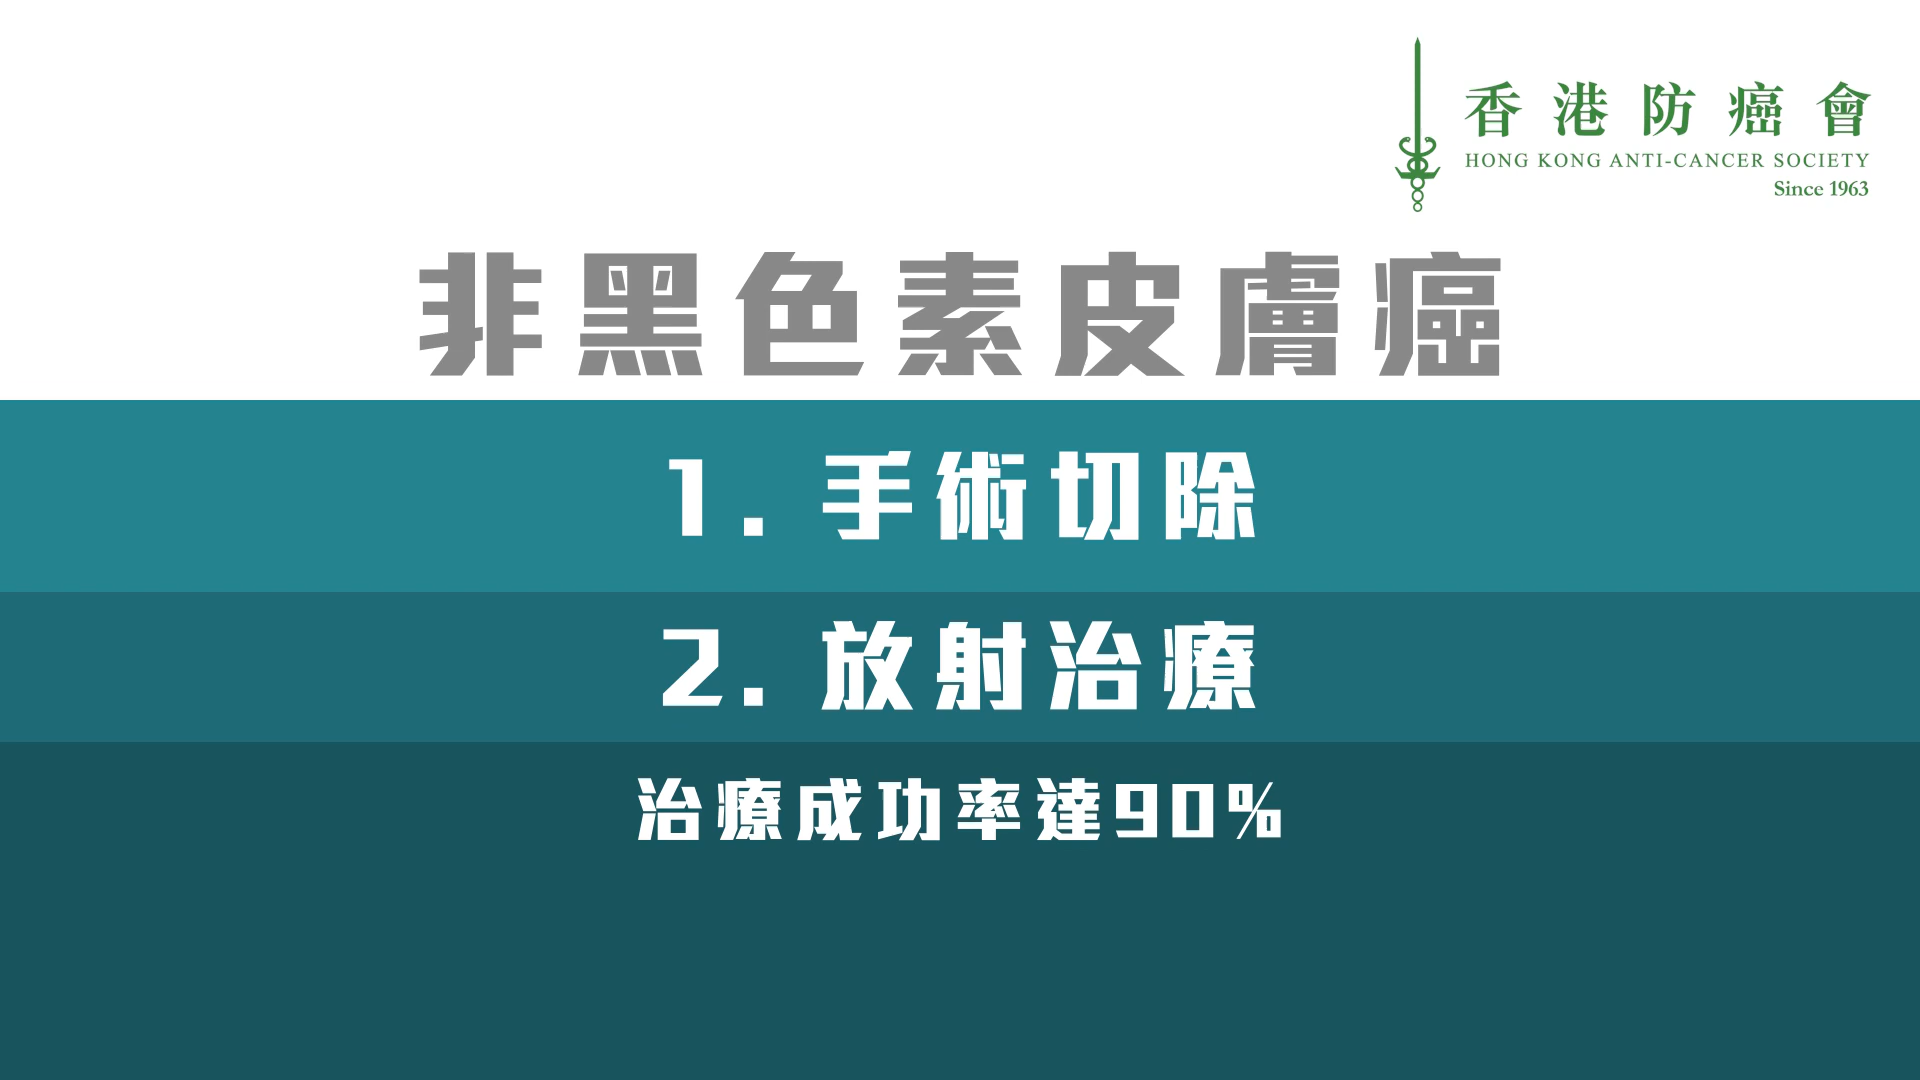 香港防癌會
HONG KONG ANTI-CANCER SOCIETY
Since 1963
非黑色素皮膚癌
1. 手術切除
2. 放射治療
治療成功率達90%